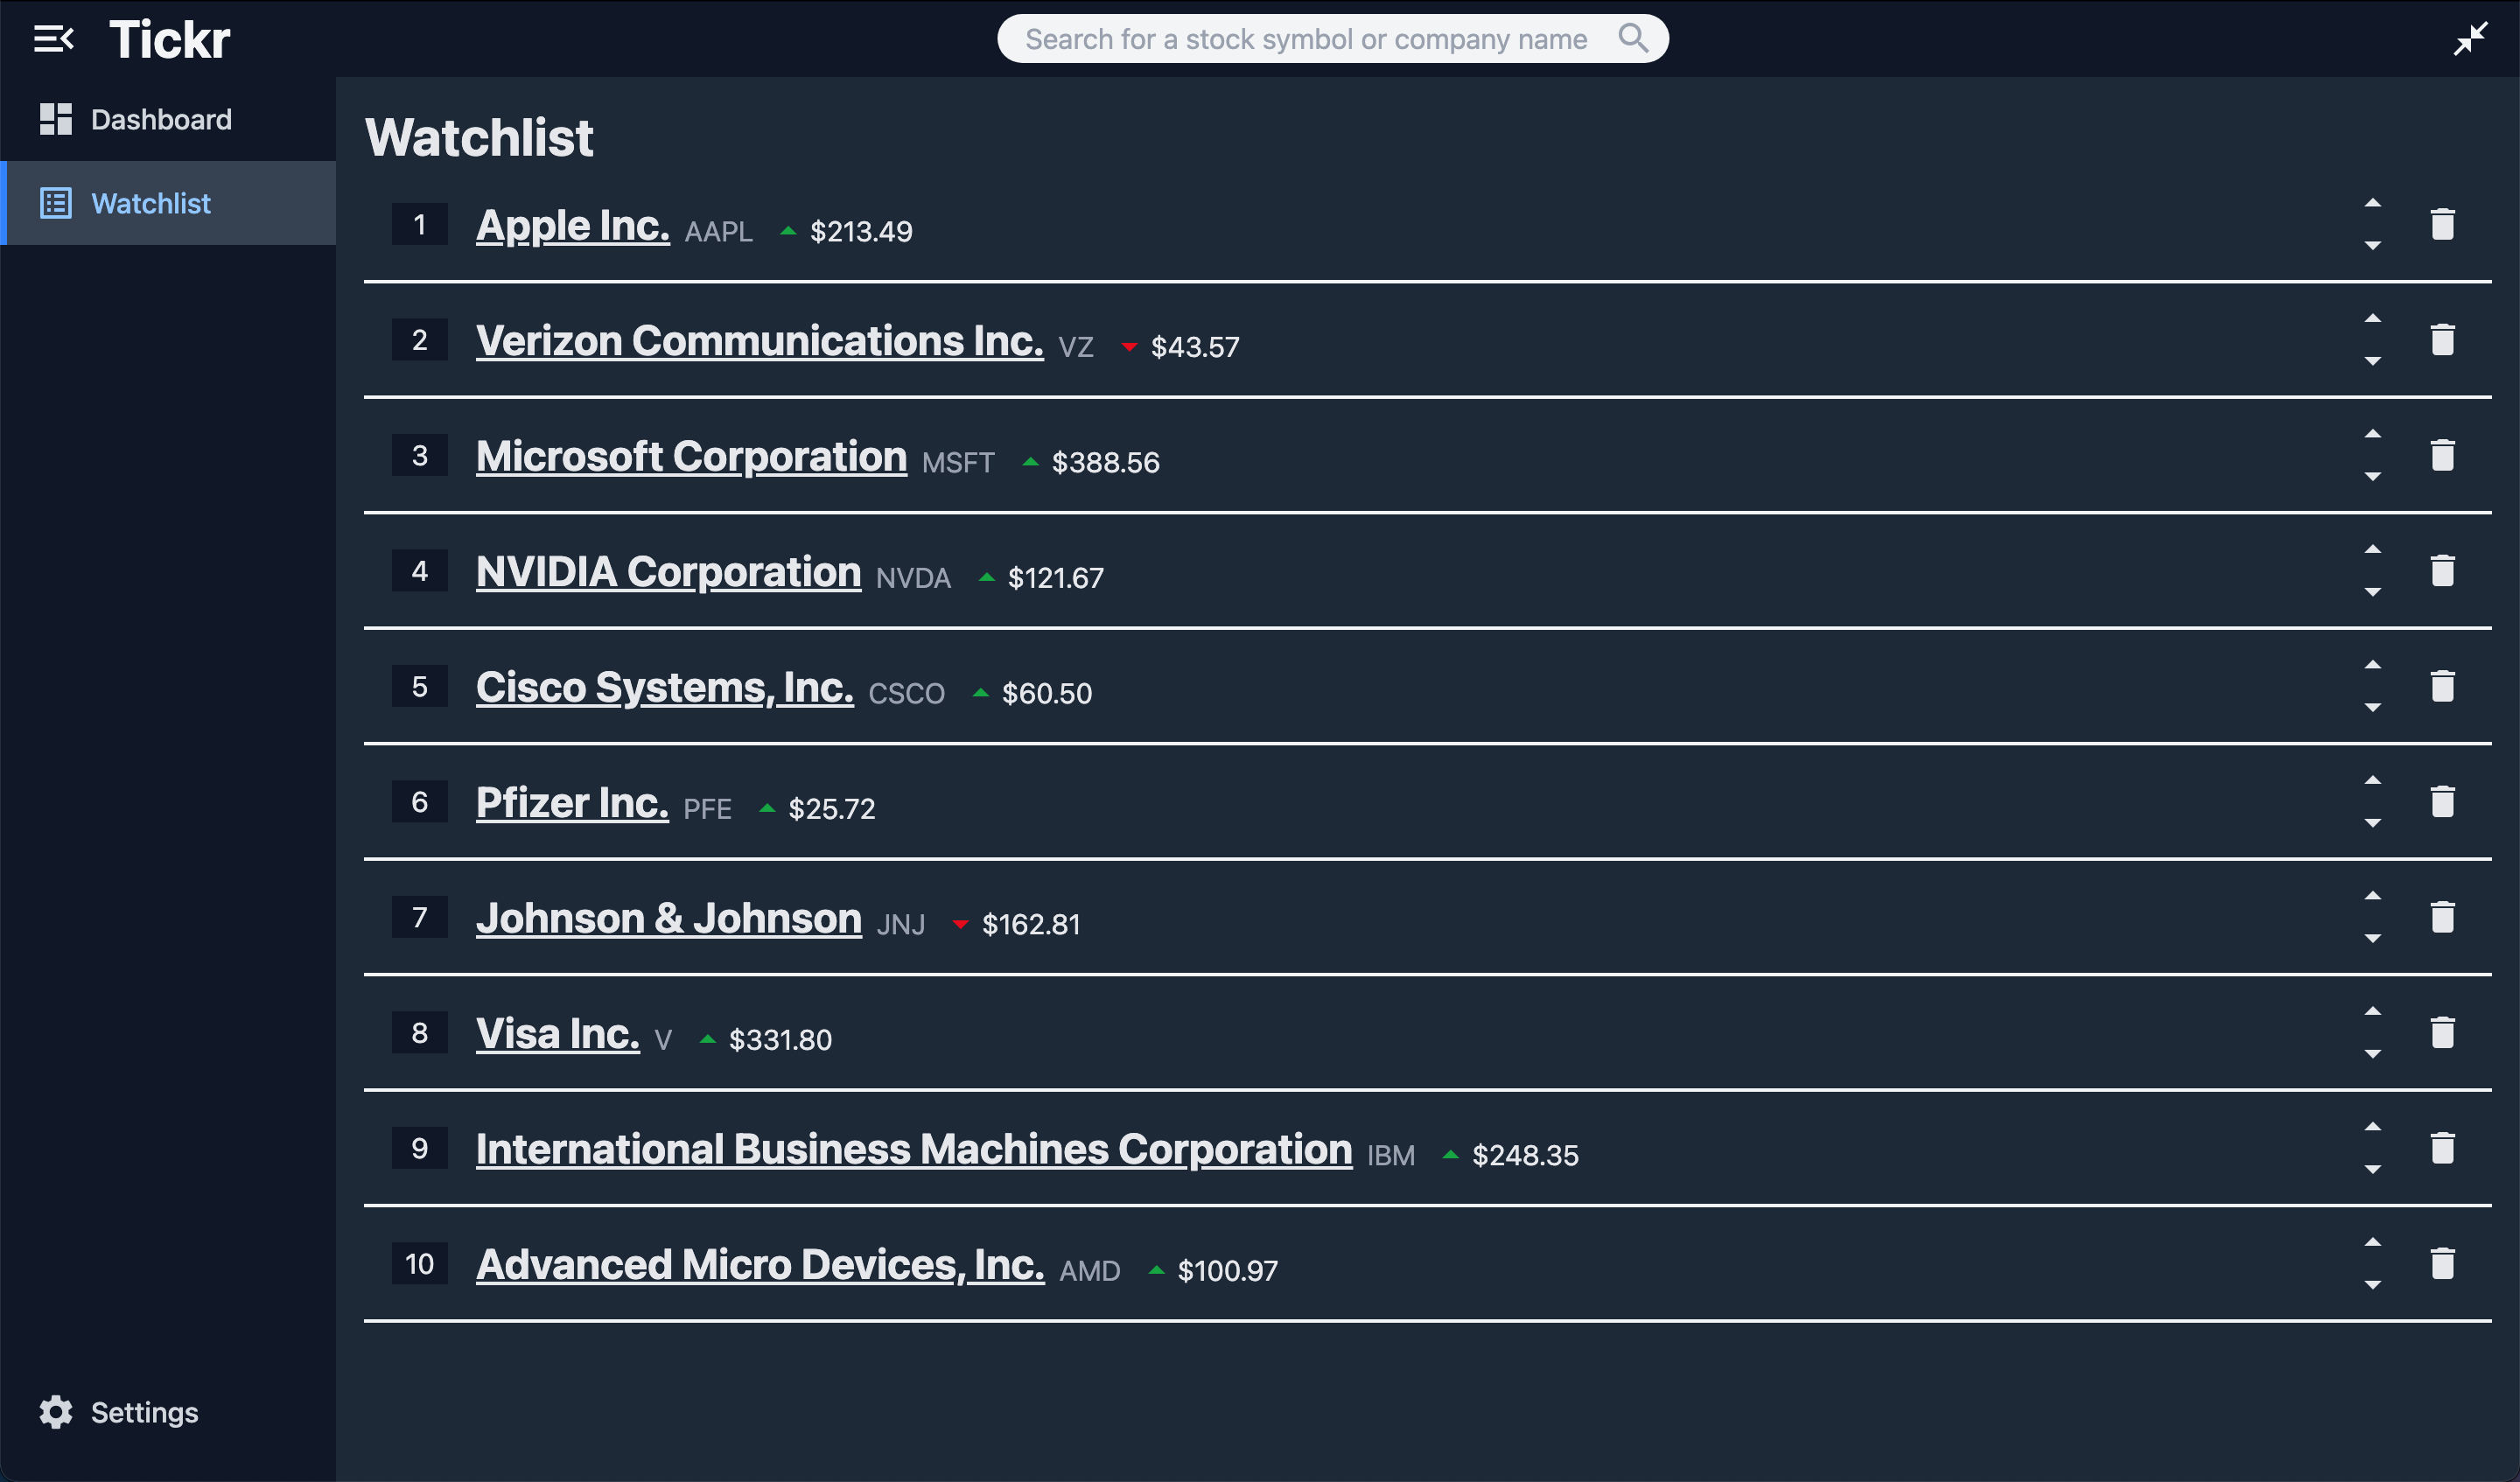 Tickr
Search for a stock symbol or company name
Dashboard
Watchlist
Settings
Watchlist
1 Apple Inc. AAPL $213.49
2 Verizon Communications Inc. VZ $43.57
3 Microsoft Corporation MSFT $388.56
4 NVIDIA Corporation NVDA $121.67
5 Cisco Systems, Inc. CSCO $60.50
6 Pfizer Inc. PFE $25.72
7 Johnson & Johnson JNJ $162.81
8 Visa Inc. V $331.80
9 International Business Machines Corporation IBM $248.35
10 Advanced Micro Devices, Inc. AMD $100.97